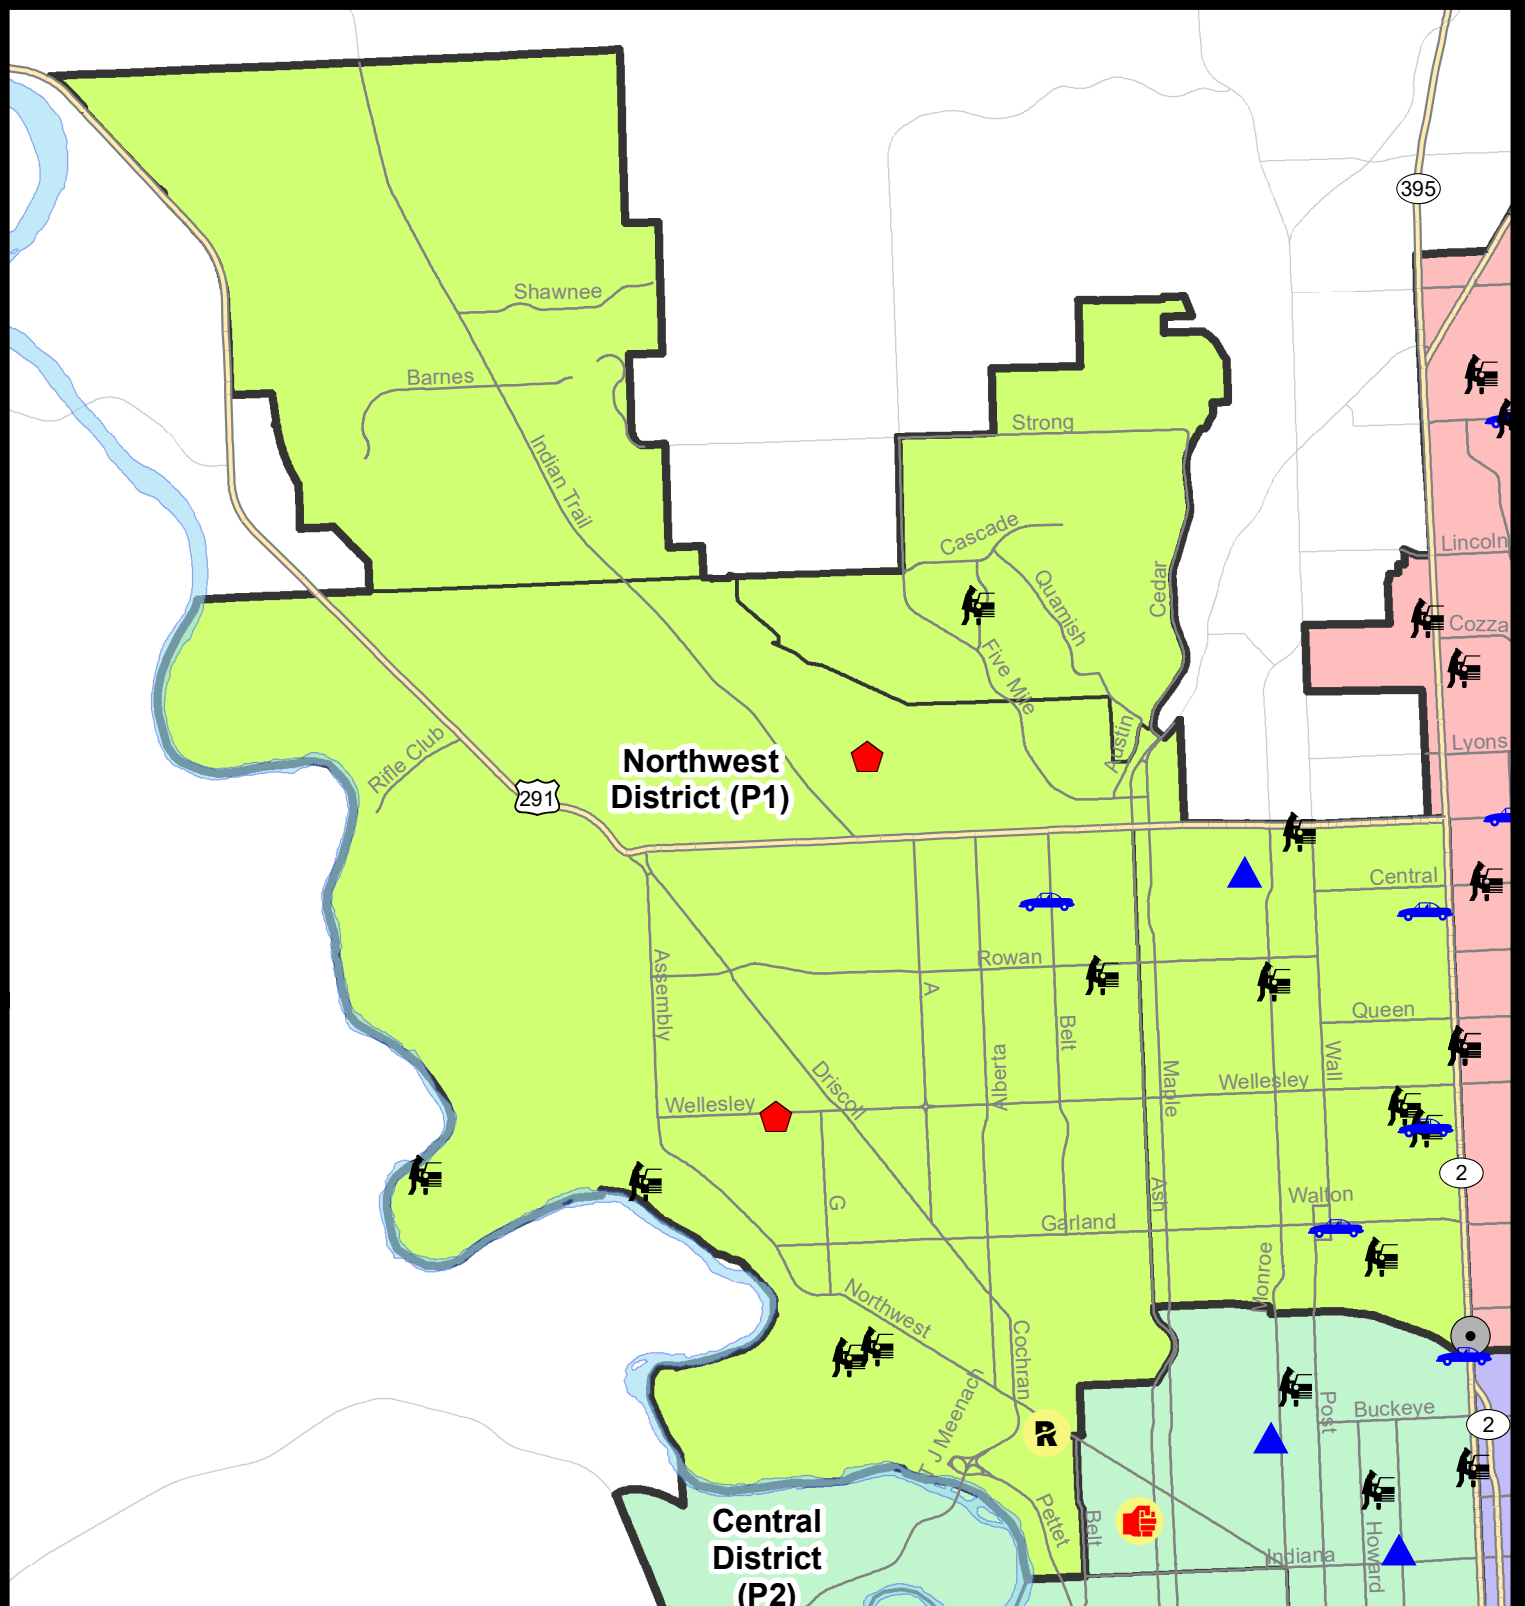 395
Shawnee
Barnes
Strong
Indian Trail
Cascade
Lincoln
Quamish
Cedar
Cozza
Five Mile
Rifle Club
Austin
Lyons
Northwest
District (P1)
291
Central
Rowan
Assembly
A
Belt
Queen
Wall
Alberta
Driscoll
Maple
Wellesley
Wellesley
2
Ash
G
Walton
Garland
Monroe
Northwest
Cochran
T J Meenach
R
Post
Buckeye
2
Pettet
Belt
Central
District
(P2)
Howard
Indiana